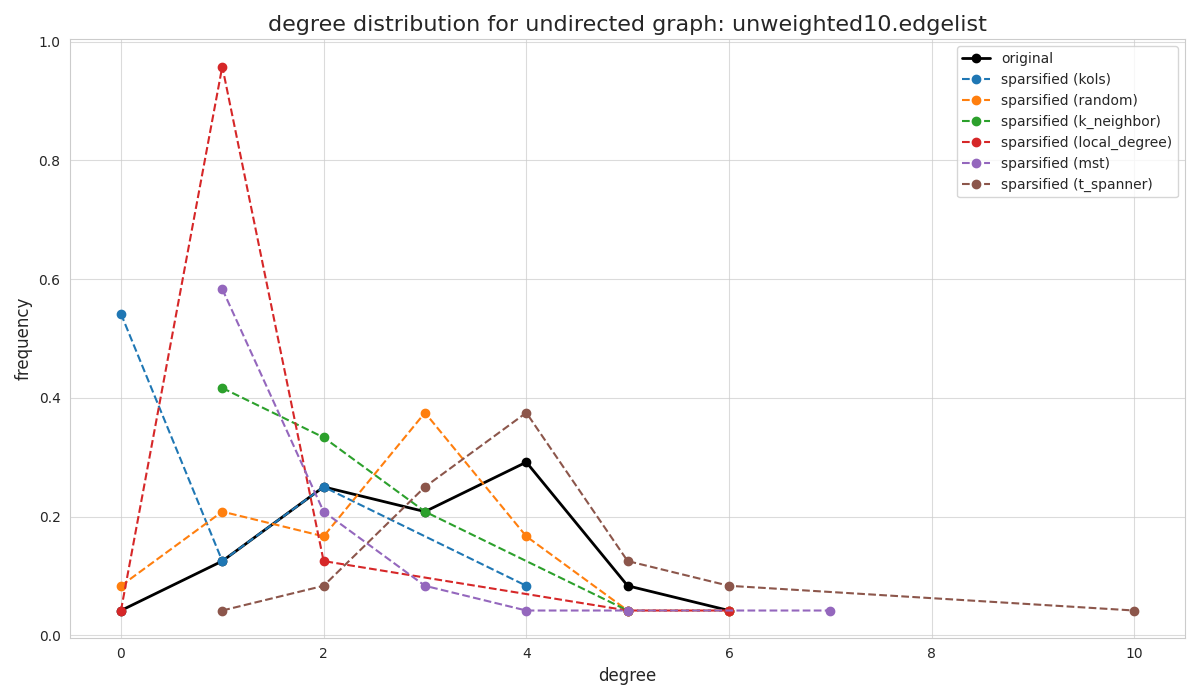 degree distribution for undirected graph: unweighted10.edgelist
original
sparsified (kols)
sparsified (random)
sparsified (k_neighbor)
sparsified (local_degree)
sparsified (mst)
sparsified (t_spanner)
frequency
1.0
0.8
0.6
0.4
0.2
0.0
0 2 4 6 8 10
degree